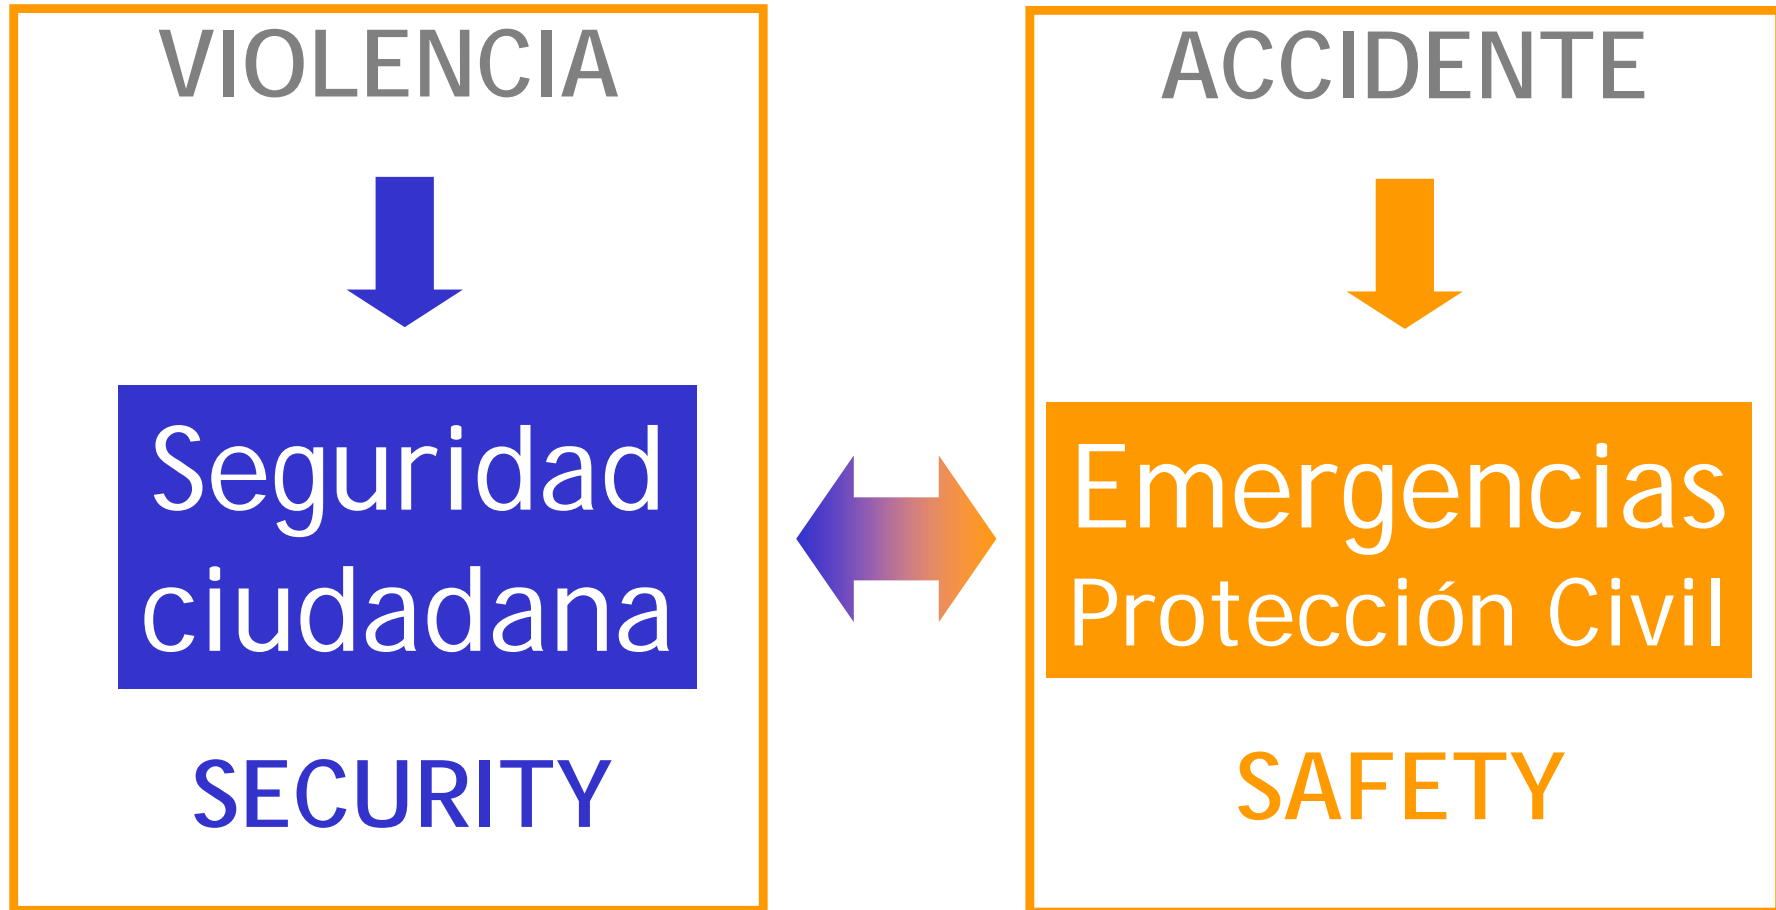 VIOLENCIA
Seguridad
ciudadana
SECURITY
ACCIDENTE
Emergencias
Protección Civil
SAFETY